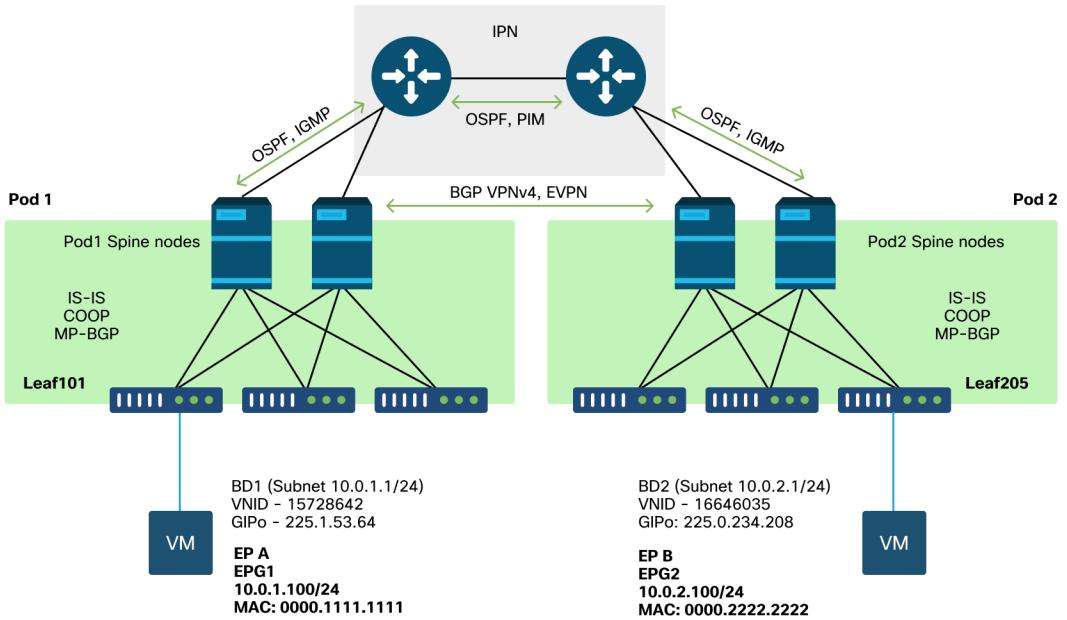 IPN
OSPF, IGMP
OSPF, PIM
OSPF, IGMP
BGP VPNv4, EVPN
Pod 1
Pod 2
Pod1 Spine nodes
Pod2 Spine nodes
IS-IS
COOP
MP-BGP
IS-IS
COOP
MP-BGP
Leaf101
Leaf205
BD1 (Subnet 10.0.1.1/24)
VNID - 15728642
GIPo - 225.1.53.64
VM
EP A
EPG1
10.0.1.100/24
MAC: 0000.1111.1111
BD2 (Subnet 10.0.2.1/24)
VNID - 16646035
GIPo: 225.0.234.208
EP B
EPG2
10.0.2.100/24
MAC: 0000.2222.2222
VM